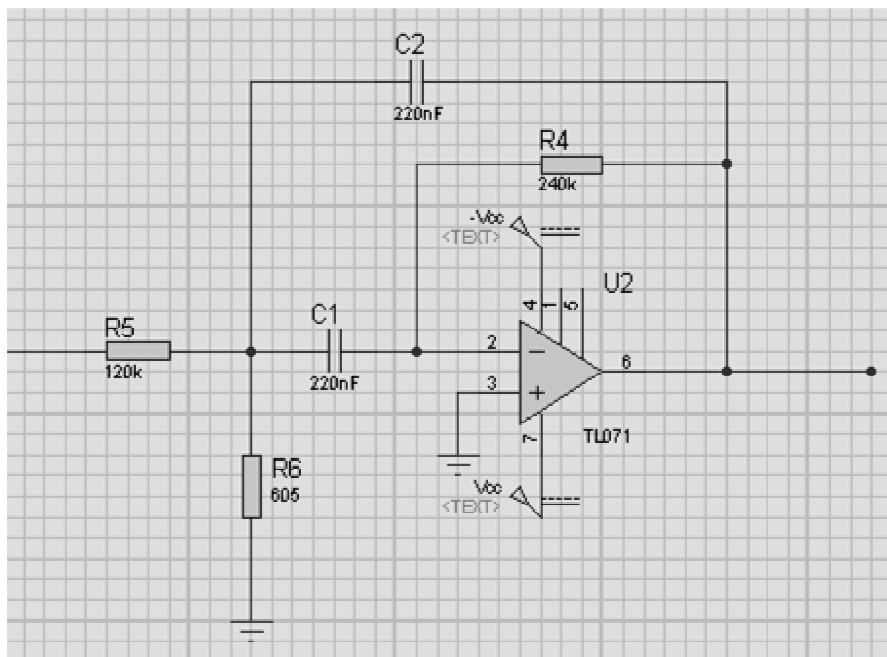 C2
220nF
R4
240k
-Vcc
<TEXT>
U2
4
1
5
C1
R5
2
6
120k
220nF
3
TL071
7
R6
605
Vcc
<TEXT>